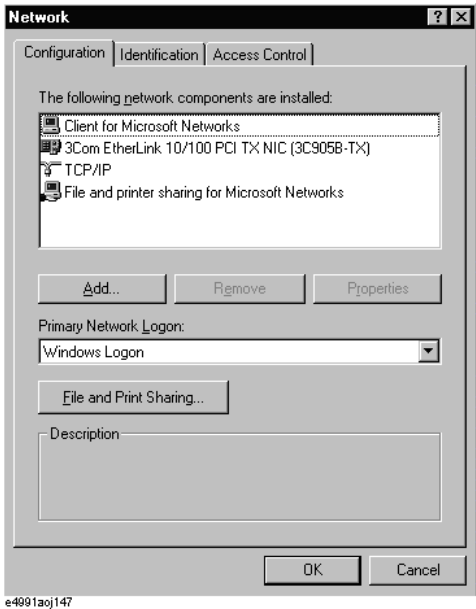 Network
Configuration Identification Access Control
The following network components are installed:
Client for Microsoft Networks
3Com EtherLink 10/100 PCI TX NIC (3C905B-TX)
TCP/IP
File and printer sharing for Microsoft Networks
Add... Remove Properties
Primary Network Logon:
Windows Logon
File and Print Sharing...
Description
OK Cancel
e4991aoj147